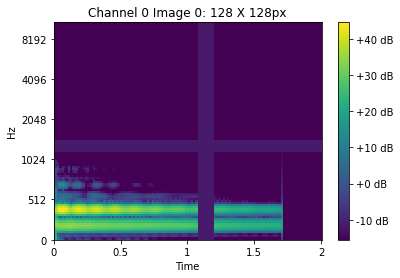 Channel 0 Image 0: 128 X 128px
8192
4096
2048
1024
512
0
Hz
0
0.5
1
1.5
2
Time
+40 dB
+30 dB
+20 dB
+10 dB
+0 dB
-10 dB